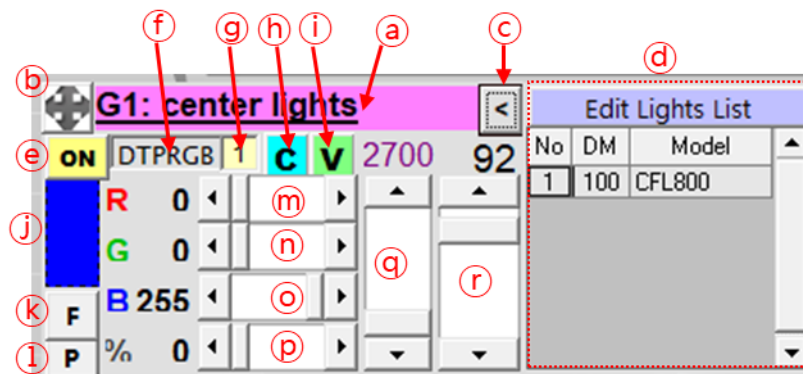 ⓕ ⓖ ⓗ ⓘ ⓐ ⓒ ⓓ
ⓑ G1: center lights < Edit Lights List
ⓔ ON DTPRGB 1 C V 2700 92 No DM Model
1 100 CFL800
ⓙ R 0 ⓜ
G 0 ⓝ ⓠ ⓡ
B 255 ⓞ
ⓚ F
ⓛ P % 0 ⓟ